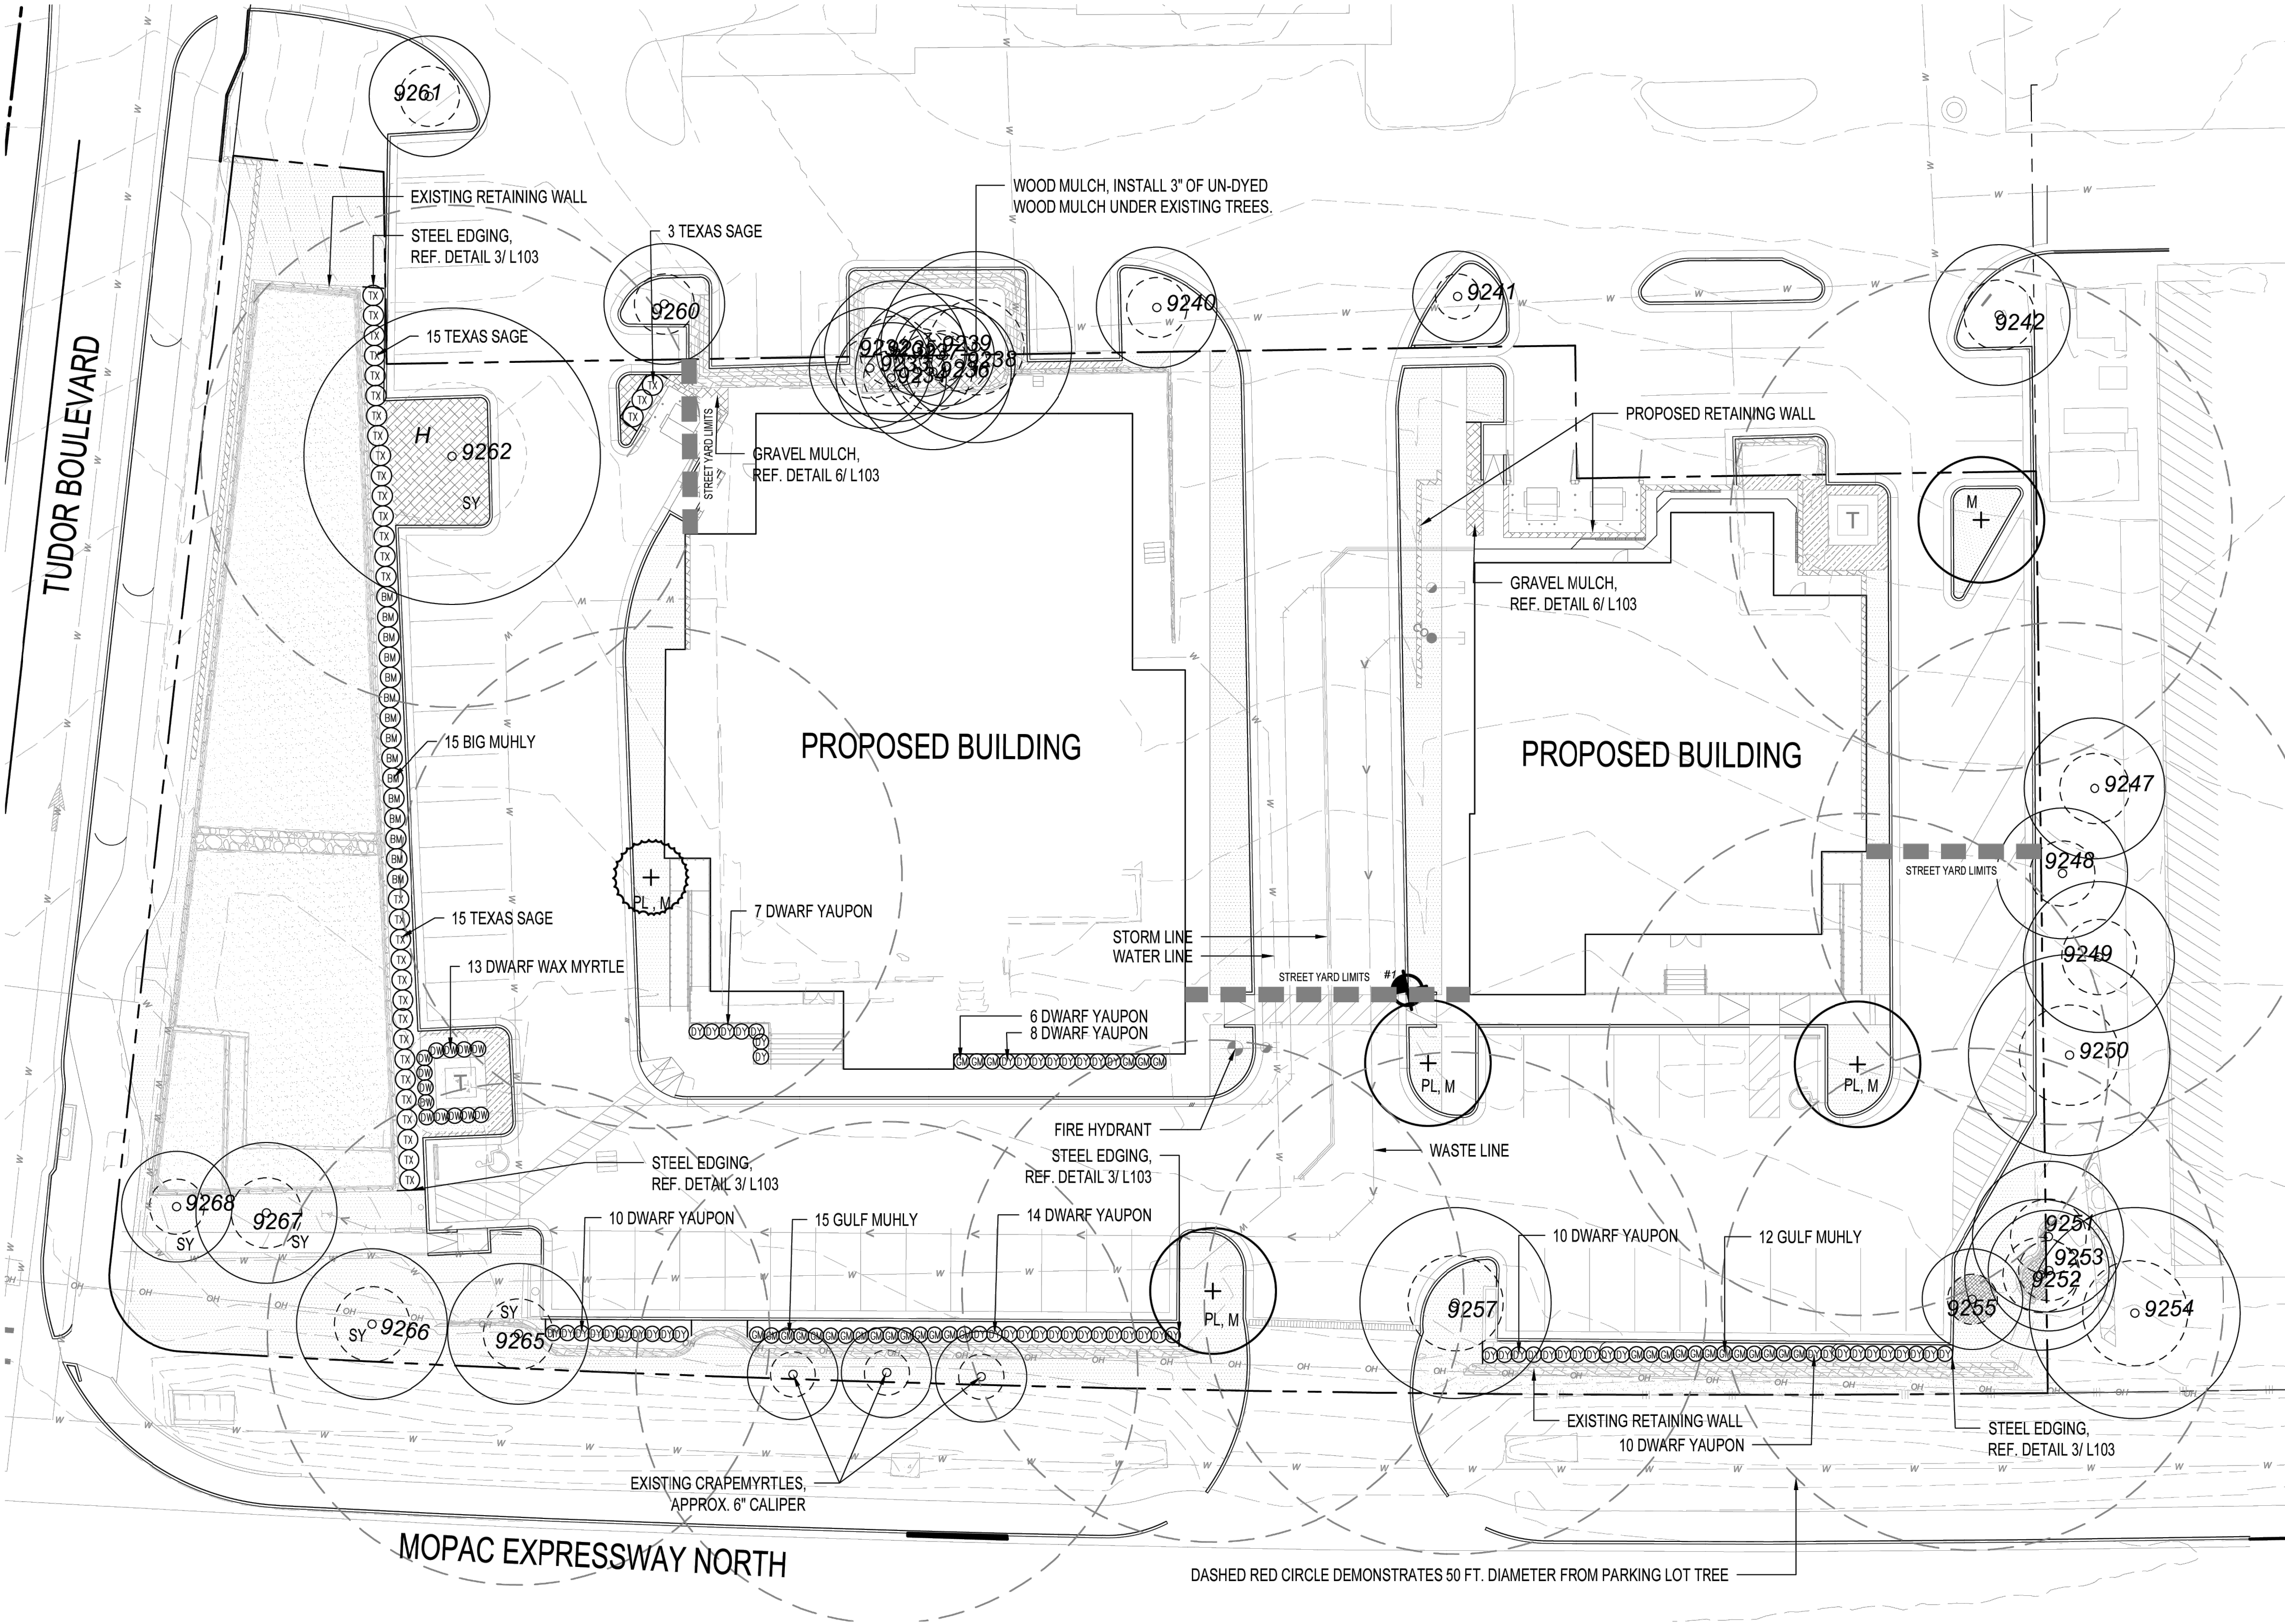 9261
EXISTING RETAINING WALL
STEEL EDGING,
REF. DETAIL 3/ L103
3 TEXAS SAGE
WOOD MULCH, INSTALL 3" OF UN-DYED
WOOD MULCH UNDER EXISTING TREES.
15 TEXAS SAGE
9260
9239
9238
9236
9234
9240
9241
9242
TUDOR BOULEVARD
H
9262
SY
STREET YARD LIMITS
GRAVEL MULCH,
REF. DETAIL 6/ L103
PROPOSED RETAINING WALL
M
T
GRAVEL MULCH,
REF. DETAIL 6/ L103
15 BIG MUHLY
PROPOSED BUILDING
PROPOSED BUILDING
9247
9248
STREET YARD LIMITS
PL , M
7 DWARF YAUPON
15 TEXAS SAGE
STORM LINE
WATER LINE
9249
13 DWARF WAX MYRTLE
STREET YARD LIMITS
#1
6 DWARF YAUPON
8 DWARF YAUPON
9250
T
PL, M
PL, M
FIRE HYDRANT
WASTE LINE
STEEL EDGING,
REF. DETAIL 3/ L103
STEEL EDGING,
REF. DETAIL 3/ L103
9268
SY
9267
SY
10 DWARF YAUPON
15 GULF MUHLY
14 DWARF YAUPON
10 DWARF YAUPON
12 GULF MUHLY
9251
9253
9252
9255
9254
9257
PL, M
SY
9266
SY
9265
EXISTING RETAINING WALL
10 DWARF YAUPON
STEEL EDGING,
REF. DETAIL 3/ L103
EXISTING CRAPEMYRTLES,
APPROX. 6" CALIPER
MOPAC EXPRESSWAY NORTH
DASHED RED CIRCLE DEMONSTRATES 50 FT. DIAMETER FROM PARKING LOT TREE